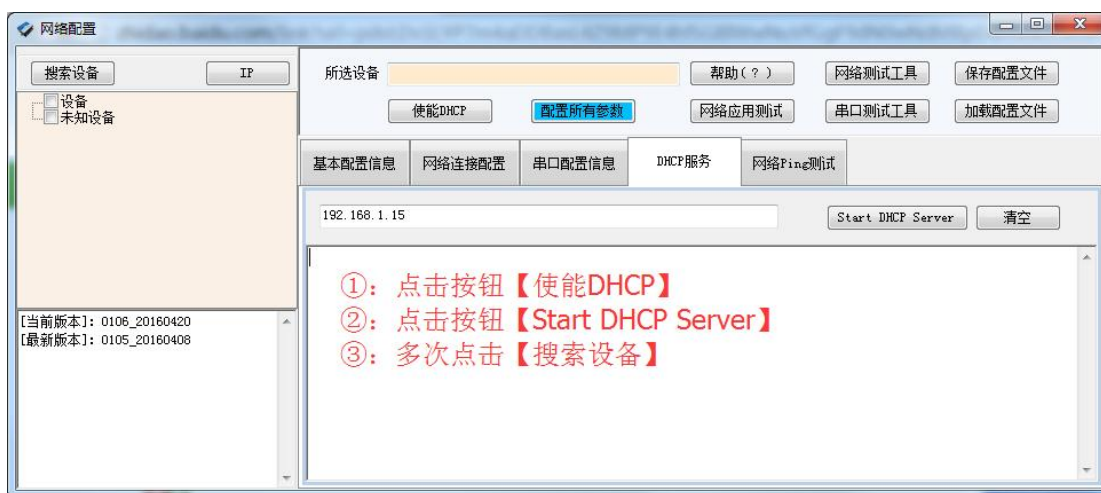 网络配置
搜索设备 IP
设备
未知设备
[当前版本]: 0106_20160420
[最新版本]: 0105_20160408
所选设备 帮助(?) 网络测试工具 保存配置文件
使能DHCP 配置所有参数 网络应用测试 串口测试工具 加载配置文件
基本配置信息 网络连接配置 串口配置信息 DHCP服务 网络Ping测试
192.168.1.15 Start DHCP Server 清空
①：点击按钮【使能DHCP】
②：点击按钮【Start DHCP Server】
③：多次点击【搜索设备】